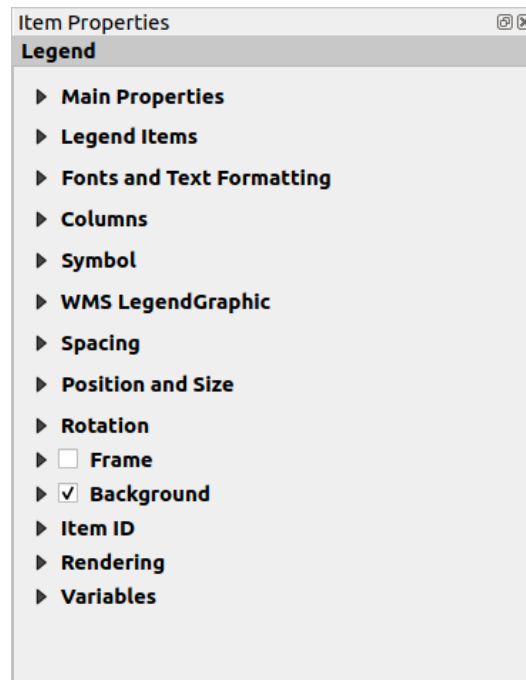 Item Properties
Legend
Main Properties
Legend Items
Fonts and Text Formatting
Columns
Symbol
WMS LegendGraphic
Spacing
Position and Size
Rotation
Frame
Background
Item ID
Rendering
Variables